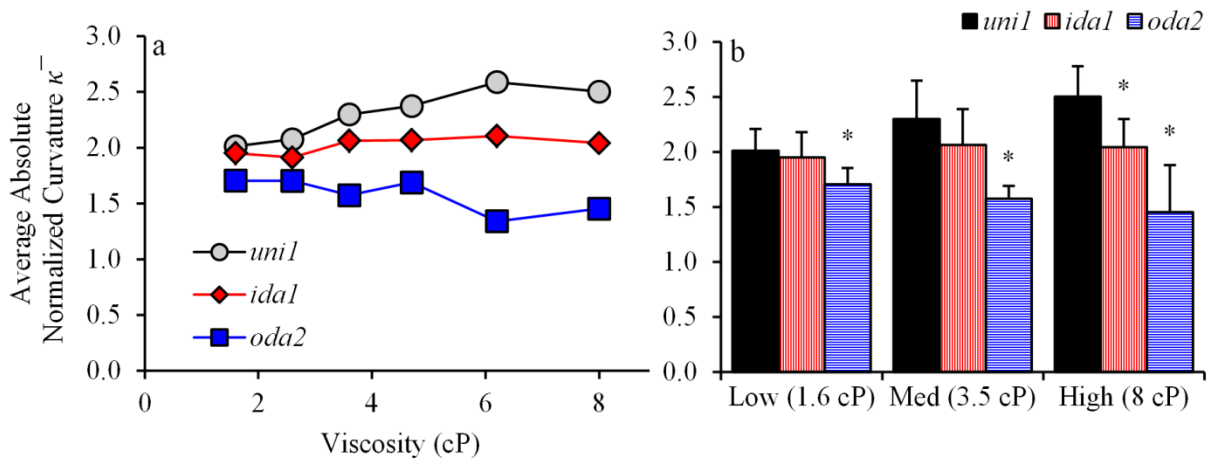 uni1 ida1 oda2
a
b
Average Absolute
Normalized Curvature κ̄
3.0
2.5
2.0
1.5
1.0
0.5
0.0
uni1
ida1
oda2
0 2 4 6 8
Viscosity (cP)
3.0
2.5
2.0
1.5
1.0
0.5
0.0
* * * *
Low (1.6 cP) Med (3.5 cP) High (8 cP)